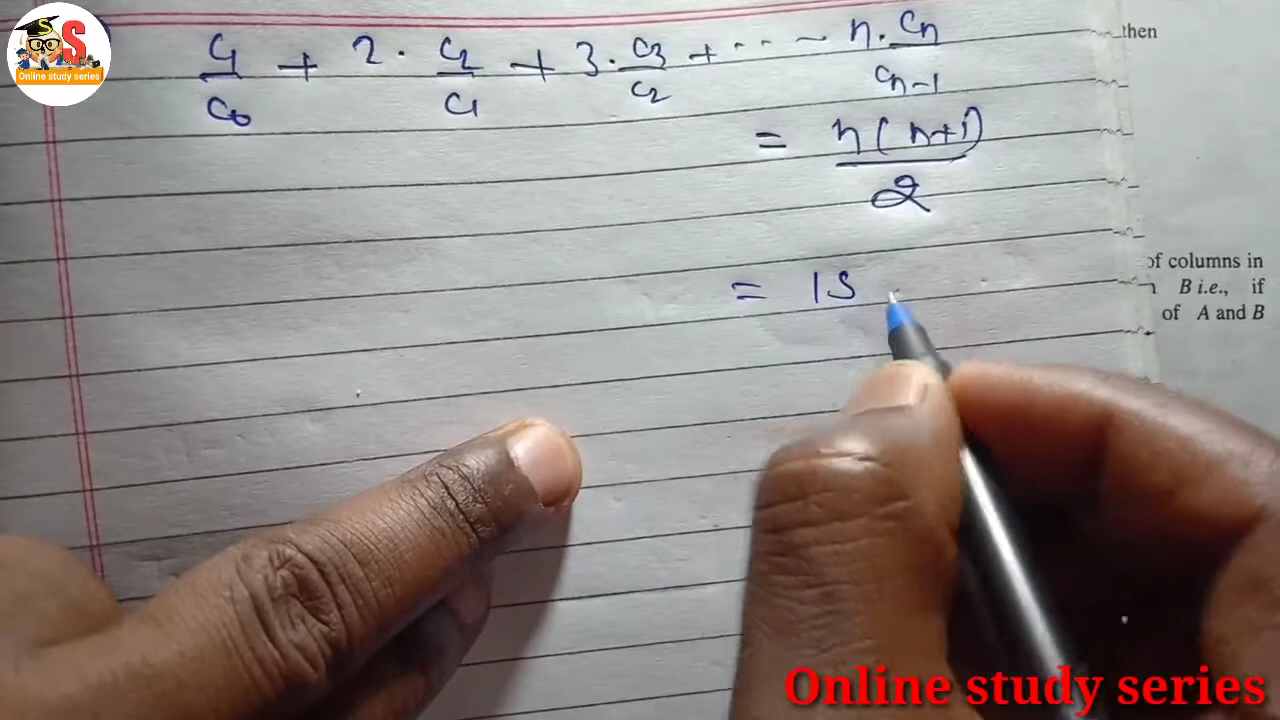 S S
Online study series
C1/C0 + 2 · C2/C1 + 3 · C3/C2 + ... - n · Cn/Cn-1
= n(n+1)/2
= 15
then
of columns in
B i.e., if
of A and B
Online study series